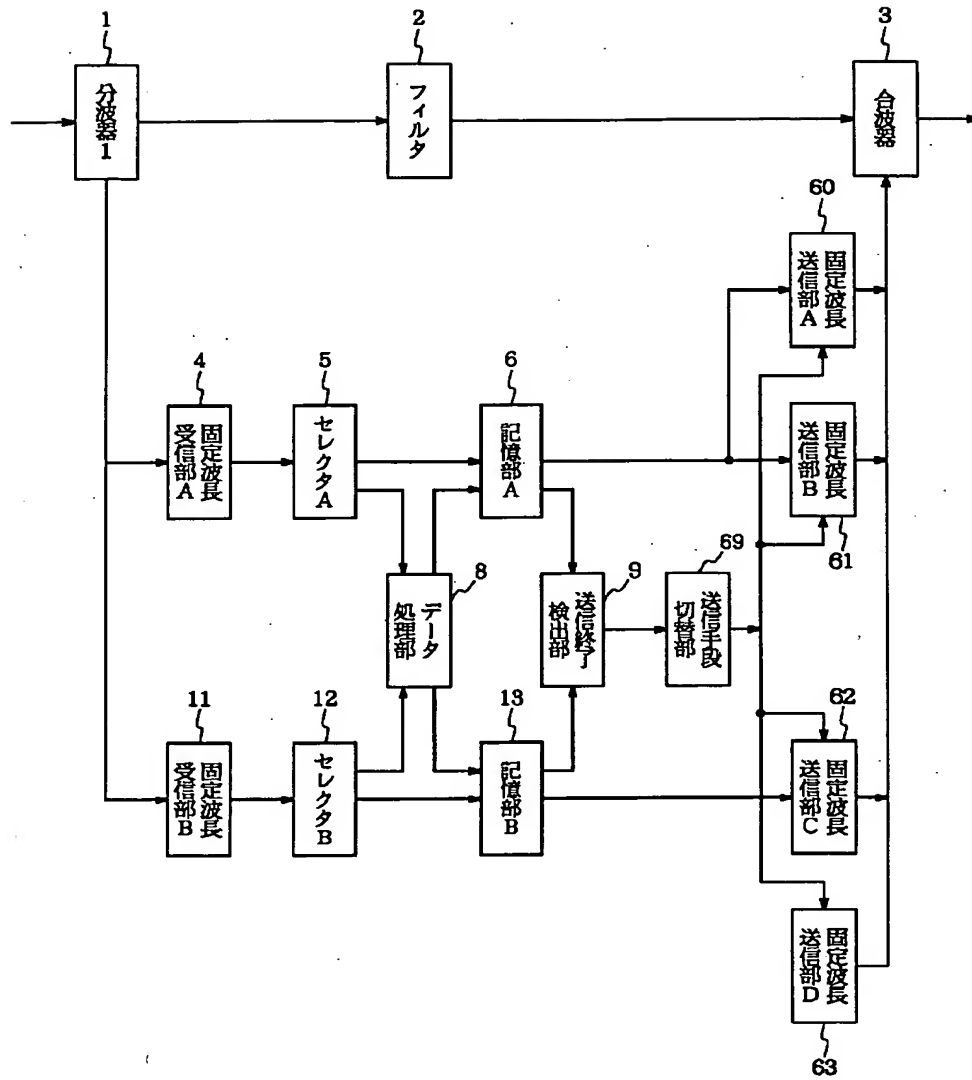 1
分波器1
2
フィルタ
3
合波器
60
固定波長
送信部A
4
固定波長
受信部A
5
セレクタA
6
記憶部A
固定波長
送信部B
61
8
データ
処理部
9
送信終了
検出部
69
送信手段
切替部
11
固定波長
受信部B
12
セレクタB
13
記憶部B
62
固定波長
送信部C
固定波長
送信部D
63